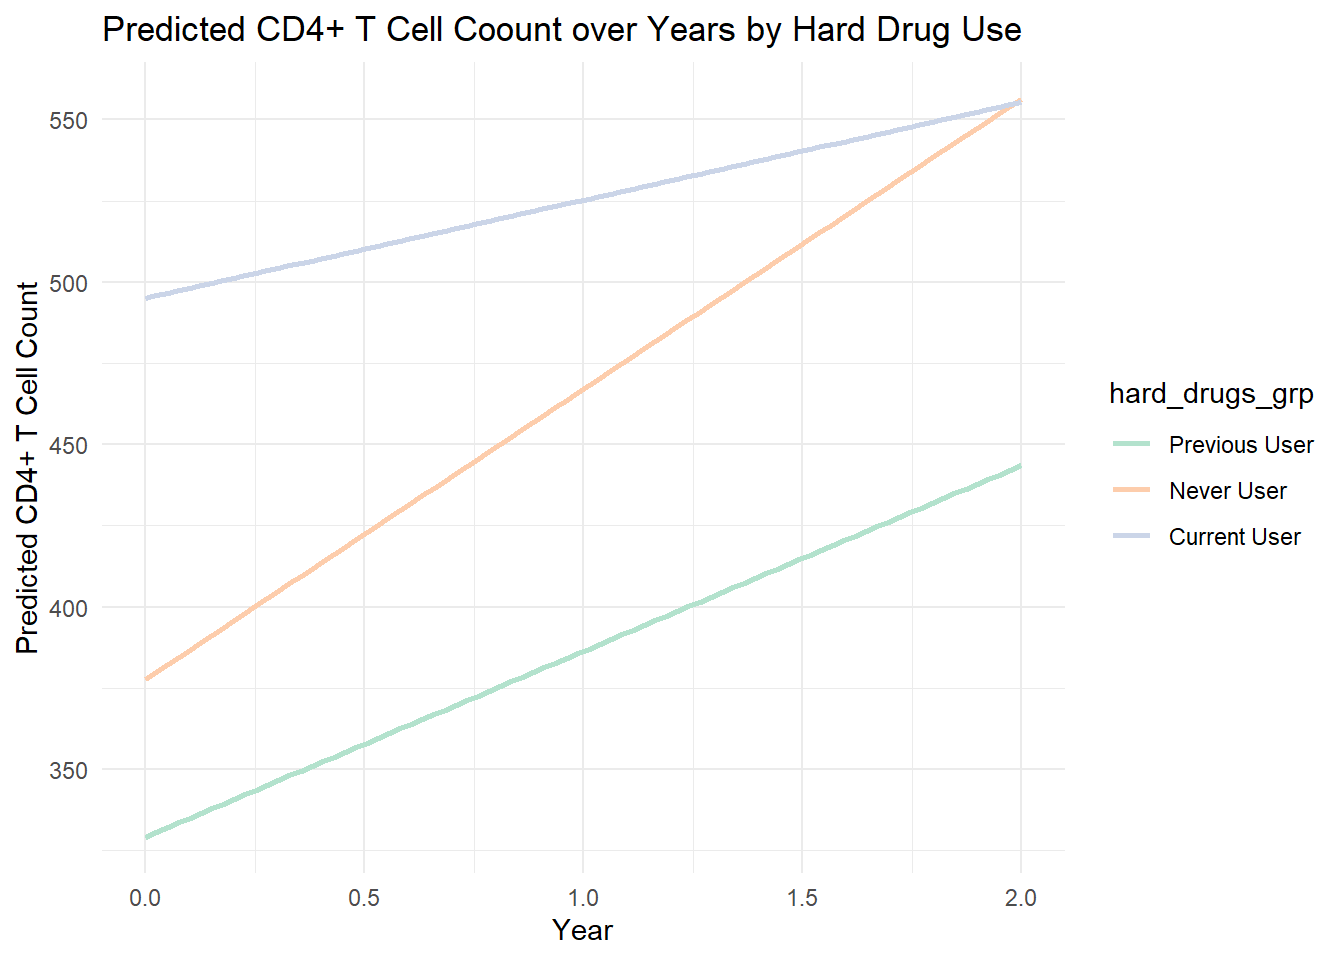 Predicted CD4+ T Cell Coount over Years by Hard Drug Use
Predicted CD4+ T Cell Count
550
500
450
400
350
0.0
0.5
1.0
1.5
2.0
Year
hard_drugs_grp
Previous User
Never User
Current User